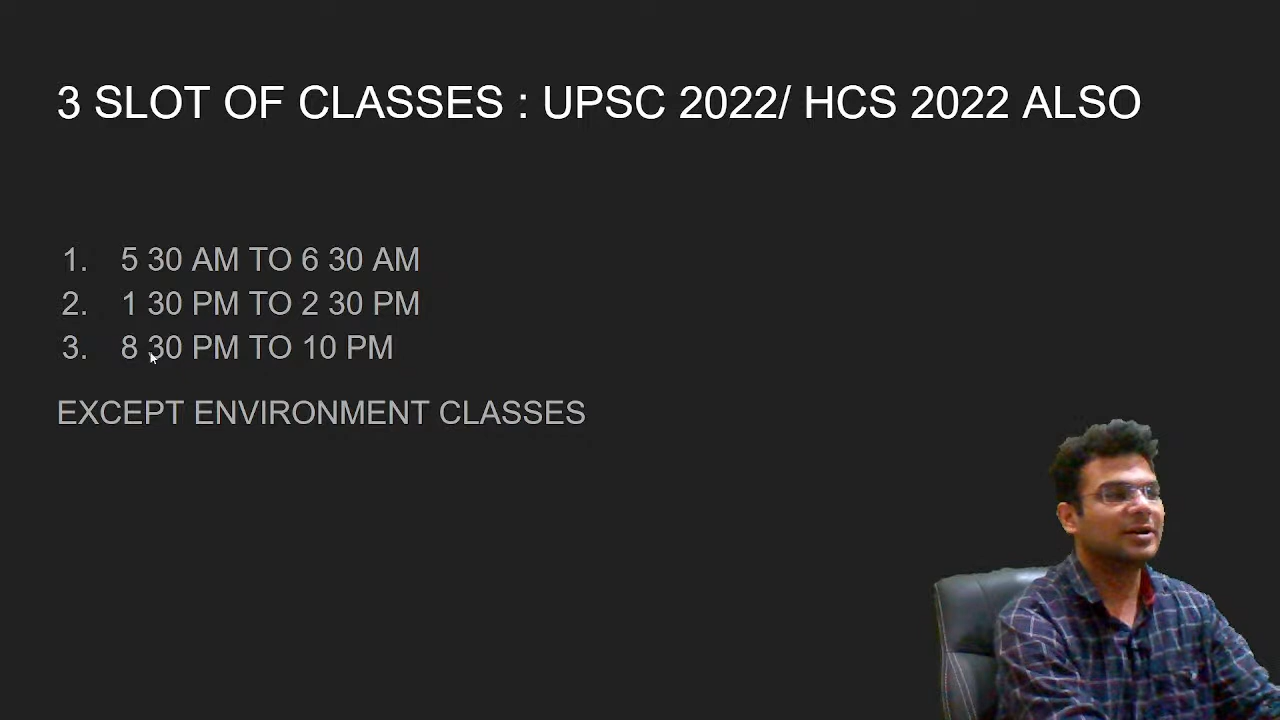 3 SLOT OF CLASSES : UPSC 2022/ HCS 2022 ALSO
1. 5 30 AM TO 6 30 AM
2. 1 30 PM TO 2 30 PM
3. 8 30 PM TO 10 PM
EXCEPT ENVIRONMENT CLASSES